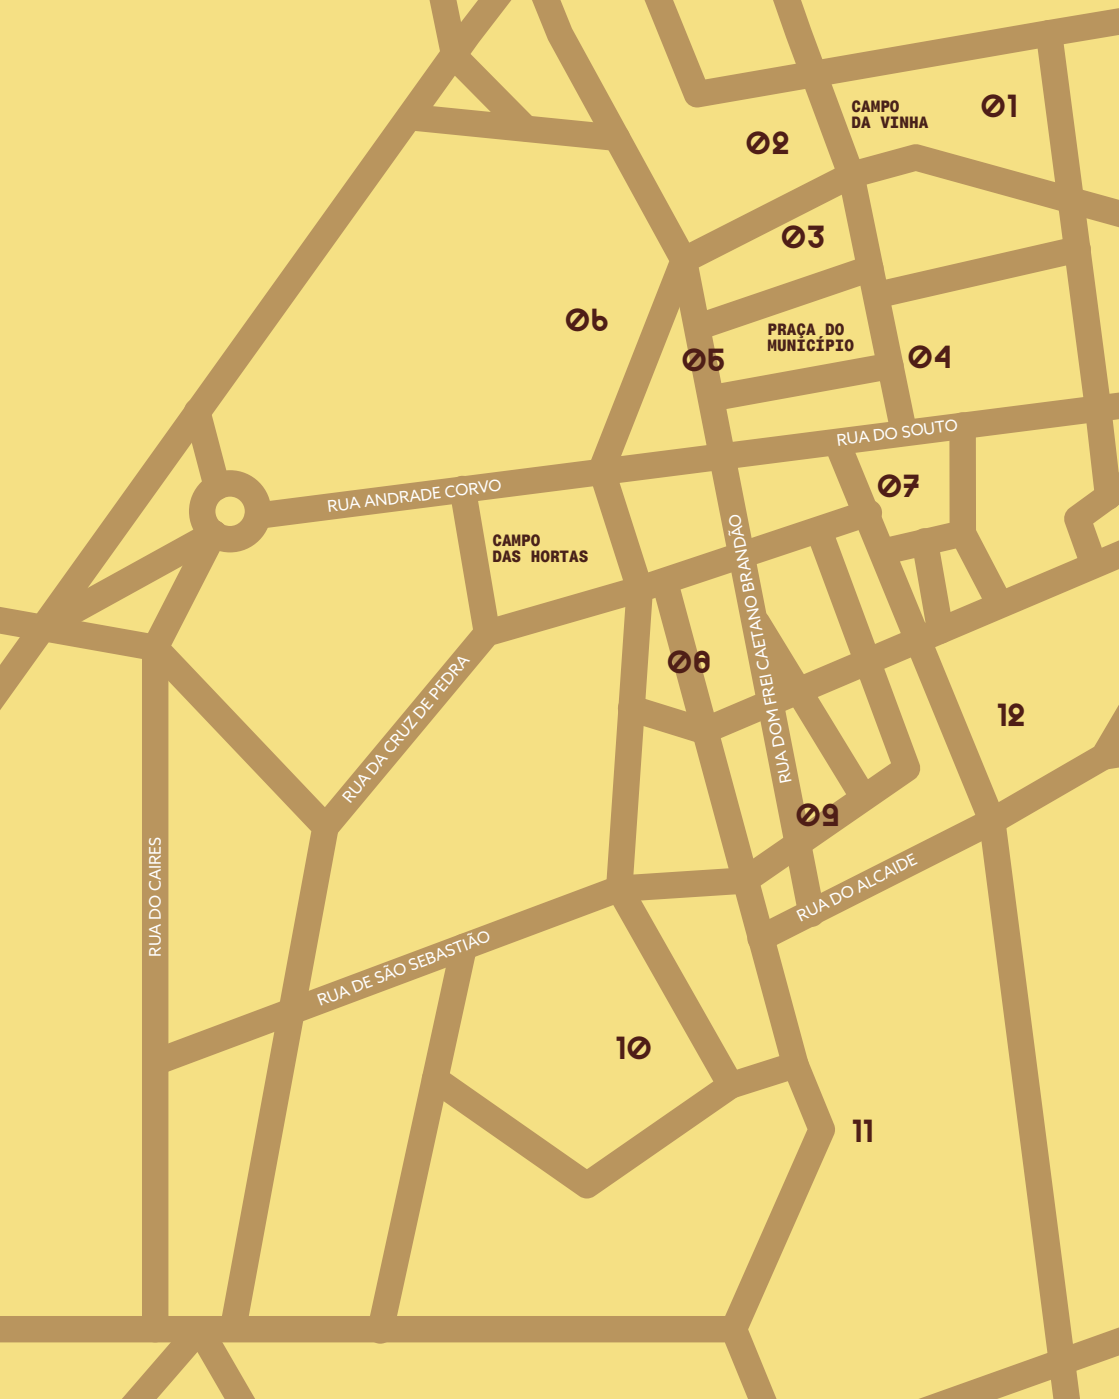 CAMPO
DA VINHA
01
02
03
06
PRAÇA DO
MUNICÍPIO
05
04
RUA DO SOUTO
RUA ANDRADE CORVO
07
CAMPO
DAS HORTAS
RUA DOM FREI CAETANO BRANDÃO
08
RUA DA CRUZ DE PEDRA
12
09
RUA DO CAIRES
RUA DO ALCAIDE
RUA DE SÃO SEBASTIÃO
10
11